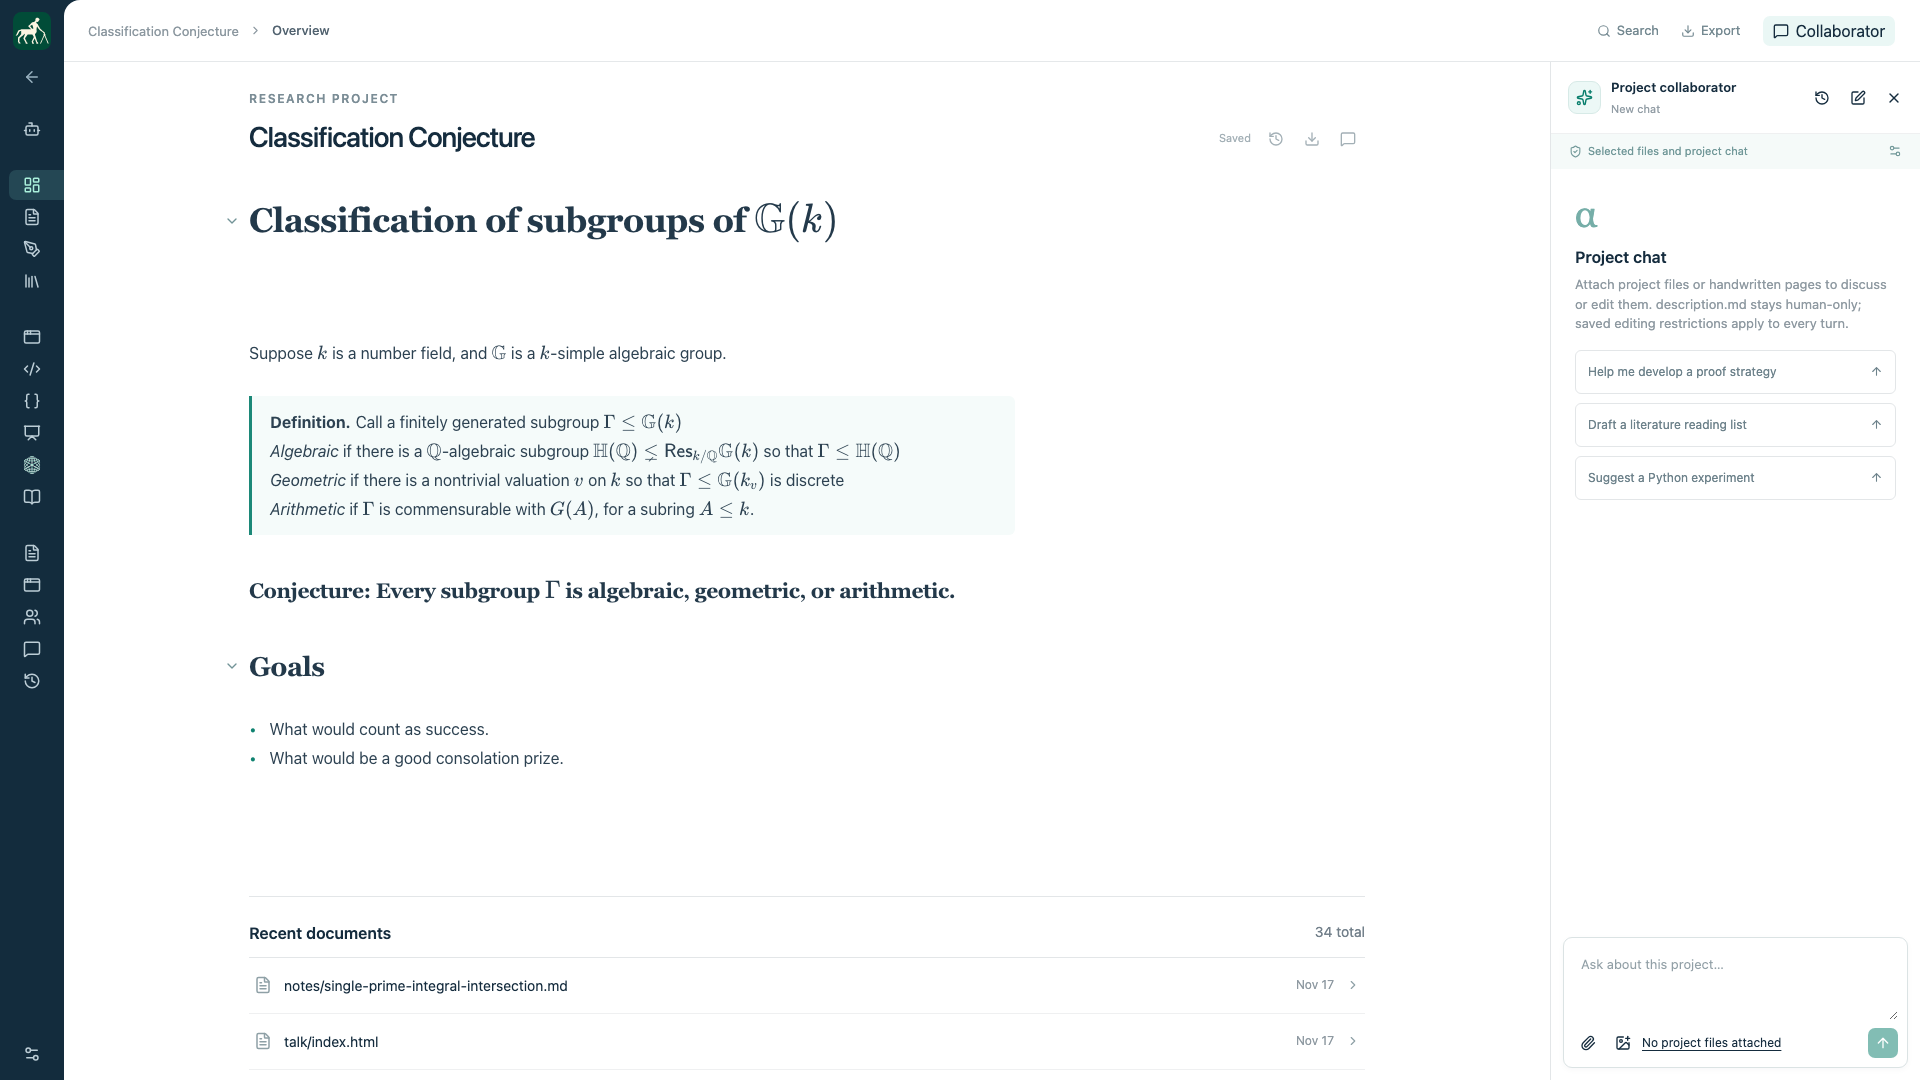 Classification Conjecture > Overview
Search
Export
Collaborator
RESEARCH PROJECT
Classification Conjecture
Saved
Classification of subgroups of 𝔾(k)
Suppose k is a number field, and 𝔾 is a k-simple algebraic group.
Definition. Call a finitely generated subgroup Γ ≤ 𝔾(k)
Algebraic if there is a ℚ-algebraic subgroup ℍ(ℚ) ≨ Res_{k/ℚ}𝔾(k) so that Γ ≤ ℍ(ℚ)
Geometric if there is a nontrivial valuation v on k so that Γ ≤ 𝔾(k_v) is discrete
Arithmetic if Γ is commensurable with G(A), for a subring A ≤ k.
Conjecture: Every subgroup Γ is algebraic, geometric, or arithmetic.
Goals
• What would count as success.
• What would be a good consolation prize.
Recent documents
34 total
notes/single-prime-integral-intersection.md
Nov 17
talk/index.html
Nov 17
Project collaborator
New chat
Selected files and project chat
α
Project chat
Attach project files or handwritten pages to discuss
or edit them. description.md stays human-only;
saved editing restrictions apply to every turn.
Help me develop a proof strategy
Draft a literature reading list
Suggest a Python experiment
Ask about this project...
No project files attached